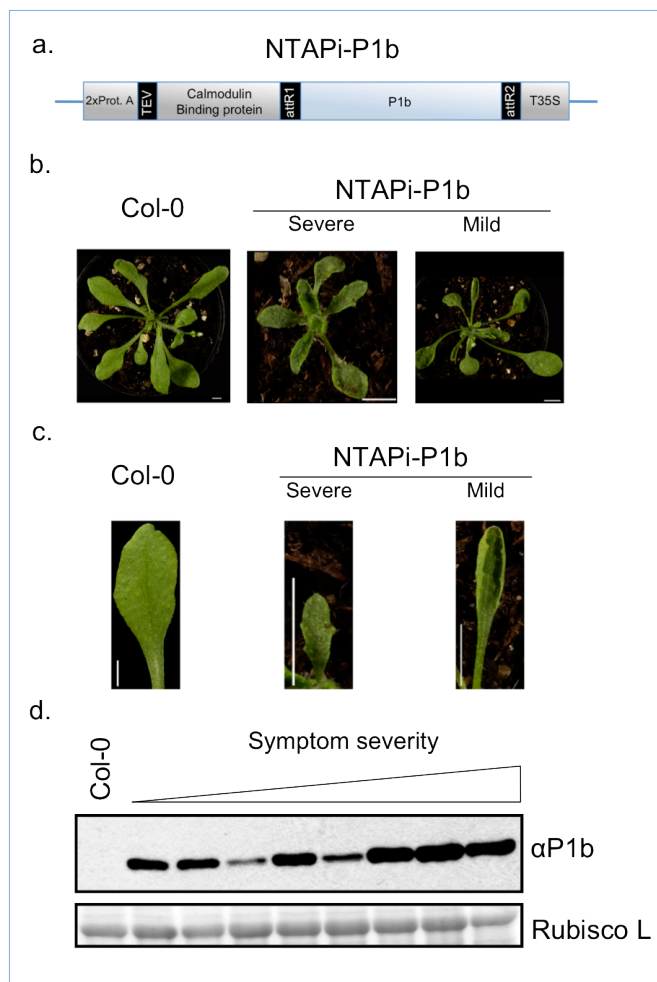 a.
NTAPi-P1b
2xProt. A
TEV
Calmodulin
Binding protein
attR1
P1b
attR2
T35S
b.
Col-0
NTAPi-P1b
Severe
Mild
c.
Col-0
NTAPi-P1b
Severe
Mild
d.
Col-0
Symptom severity
αP1b
Rubisco L